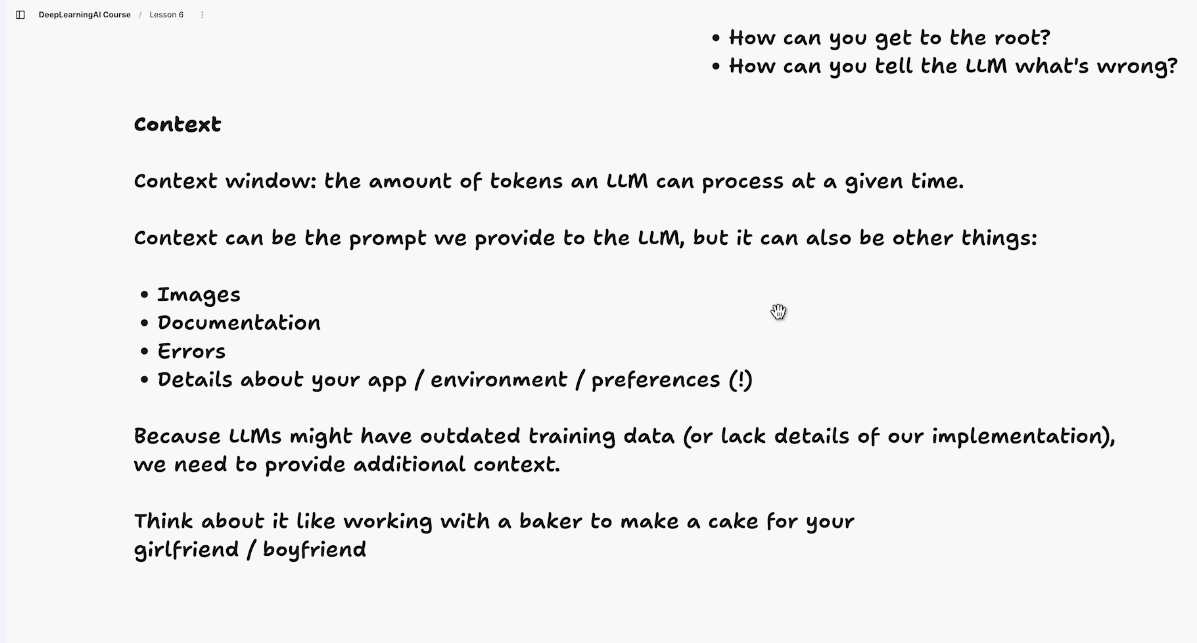 DeepLearningAI Course / Lesson 6
• How can you get to the root?
• How can you tell the LLM what's wrong?
Context
Context window: the amount of tokens an LLM can process at a given time.
Context can be the prompt we provide to the LLM, but it can also be other things:
• Images
• Documentation
• Errors
• Details about your app / environment / preferences (!)
Because LLMs might have outdated training data (or lack details of our implementation),
we need to provide additional context.
Think about it like working with a baker to make a cake for your
girlfriend / boyfriend